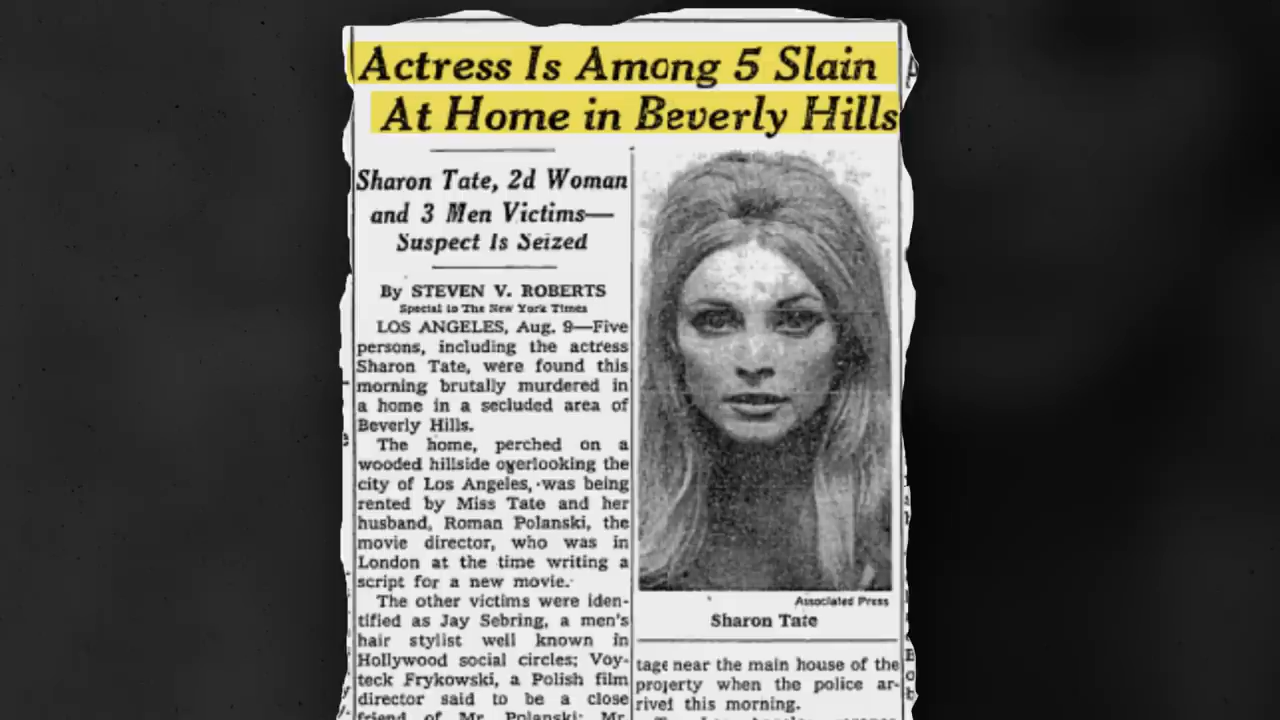 Actress Is Among 5 Slain
At Home in Beverly Hills
Sharon Tate, 2d Woman
and 3 Men Victims—
Suspect Is Seized
By STEVEN V. ROBERTS
Special to The New York Times
LOS ANGELES, Aug. 9—Five
persons, including the actress
Sharon Tate, were found this
morning brutally murdered in
a home in a secluded area of
Beverly Hills.
The home, perched on a
wooded hillside overlooking the
city of Los Angeles, was being
rented by Miss Tate and her
husband, Roman Polanski, the
movie director, who was in
London at the time writing a
script for a new movie.
The other victims were iden-
tified as Jay Sebring, a men's
hair stylist well known in
Hollywood social circles; Voy-
teck Frykowski, a Polish film
director said to be a close
friend of Mr. Polanski; Mr.
Associated Press
Sharon Tate
tage near the main house of the
property when the police ar-
rived this morning.